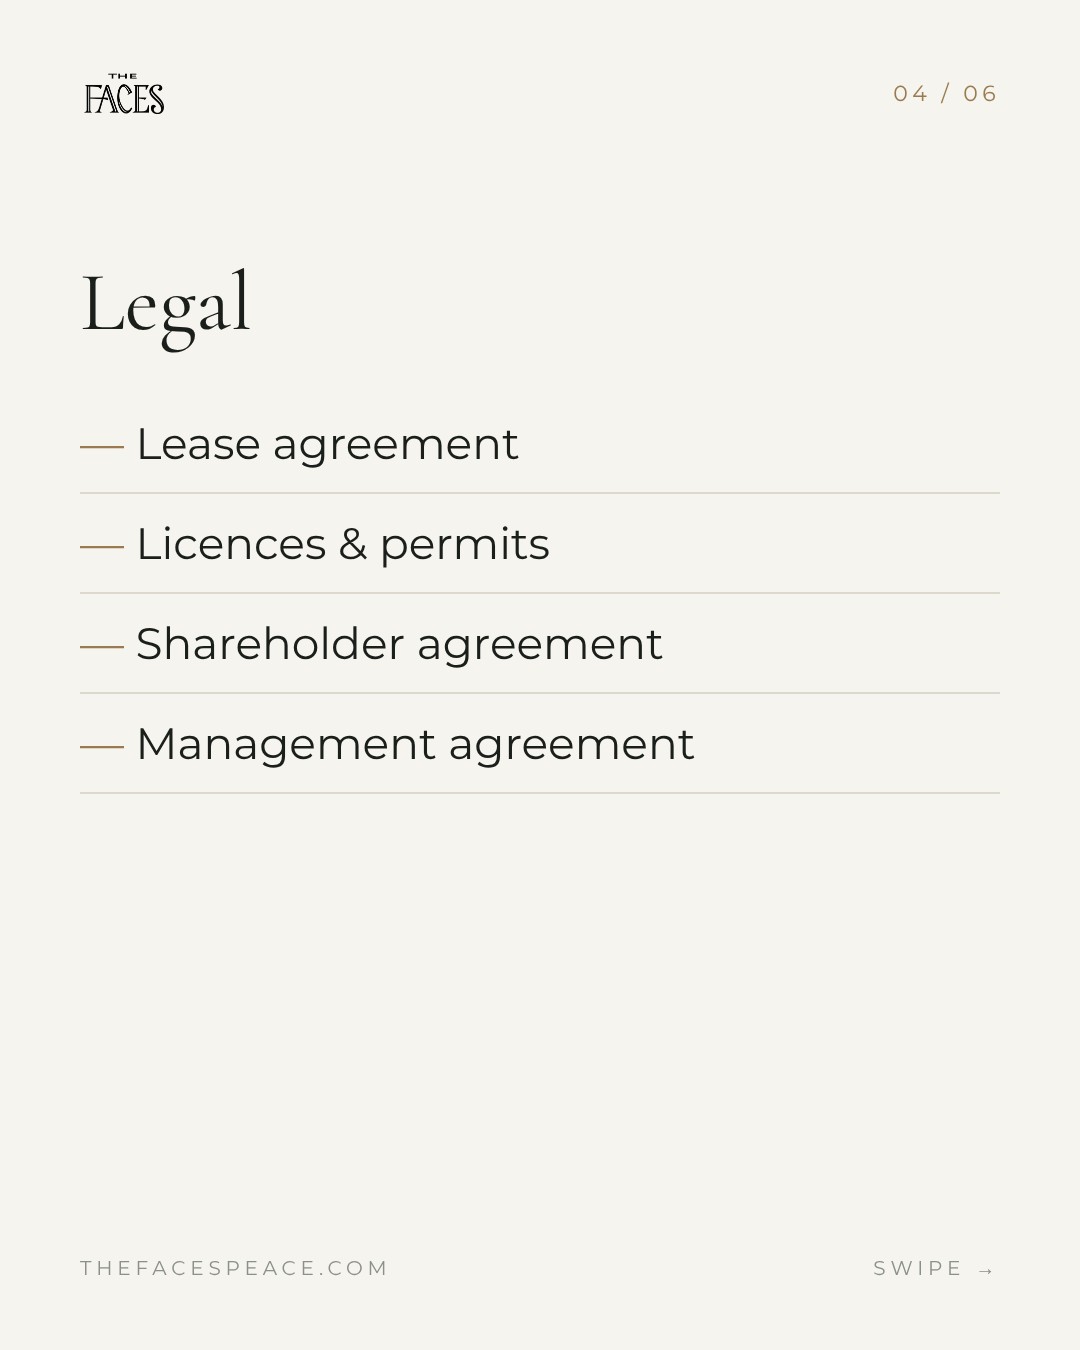 THE
FACES
04 / 06
Legal
— Lease agreement
— Licences & permits
— Shareholder agreement
— Management agreement
THEFACESPEACE.COM
SWIPE →